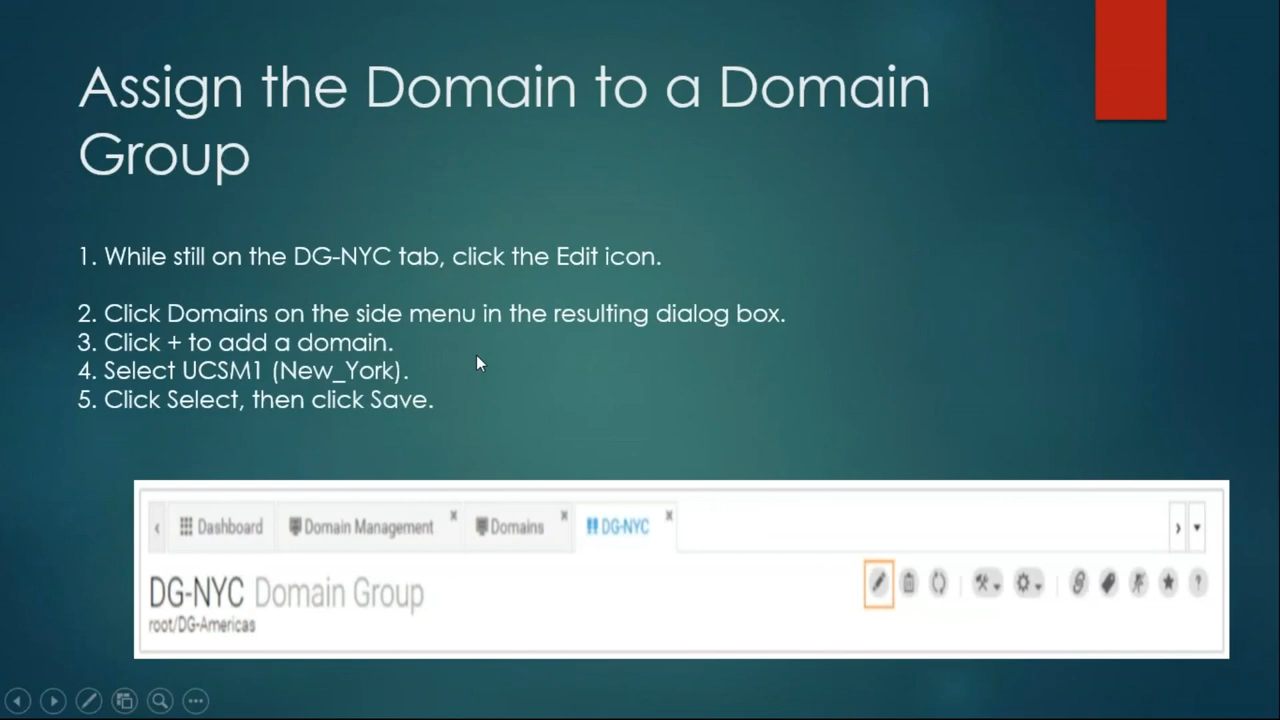 Assign the Domain to a Domain
Group
1. While still on the DG-NYC tab, click the Edit icon.
2. Click Domains on the side menu in the resulting dialog box.
3. Click + to add a domain.
4. Select UCSM1 (New_York).
5. Click Select, then click Save.
Dashboard Domain Management Domains DG-NYC
DG-NYC Domain Group
root/DG-Americas